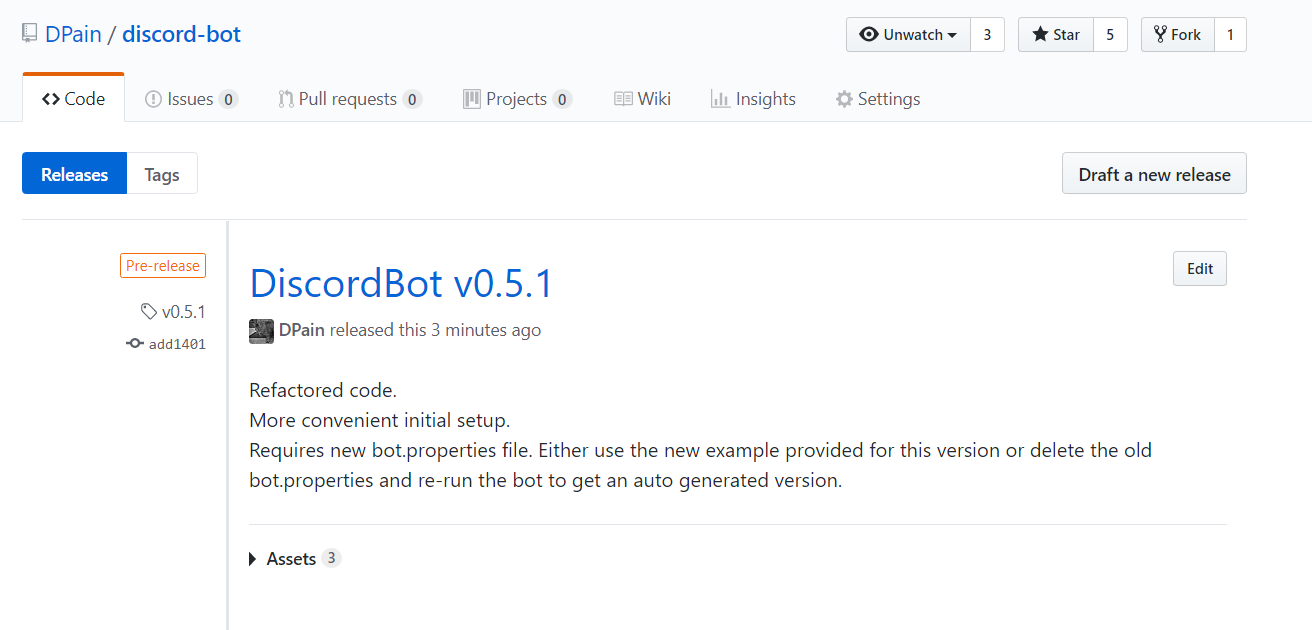 DPain / discord-bot
Unwatch 3
Star 5
Fork 1
Code
Issues 0
Pull requests 0
Projects 0
Wiki
Insights
Settings
Releases
Tags
Draft a new release
Pre-release
v0.5.1
add1401
DiscordBot v0.5.1
Edit
DPain released this 3 minutes ago
Refactored code.
More convenient initial setup.
Requires new bot.properties file. Either use the new example provided for this version or delete the old
bot.properties and re-run the bot to get an auto generated version.
Assets 3